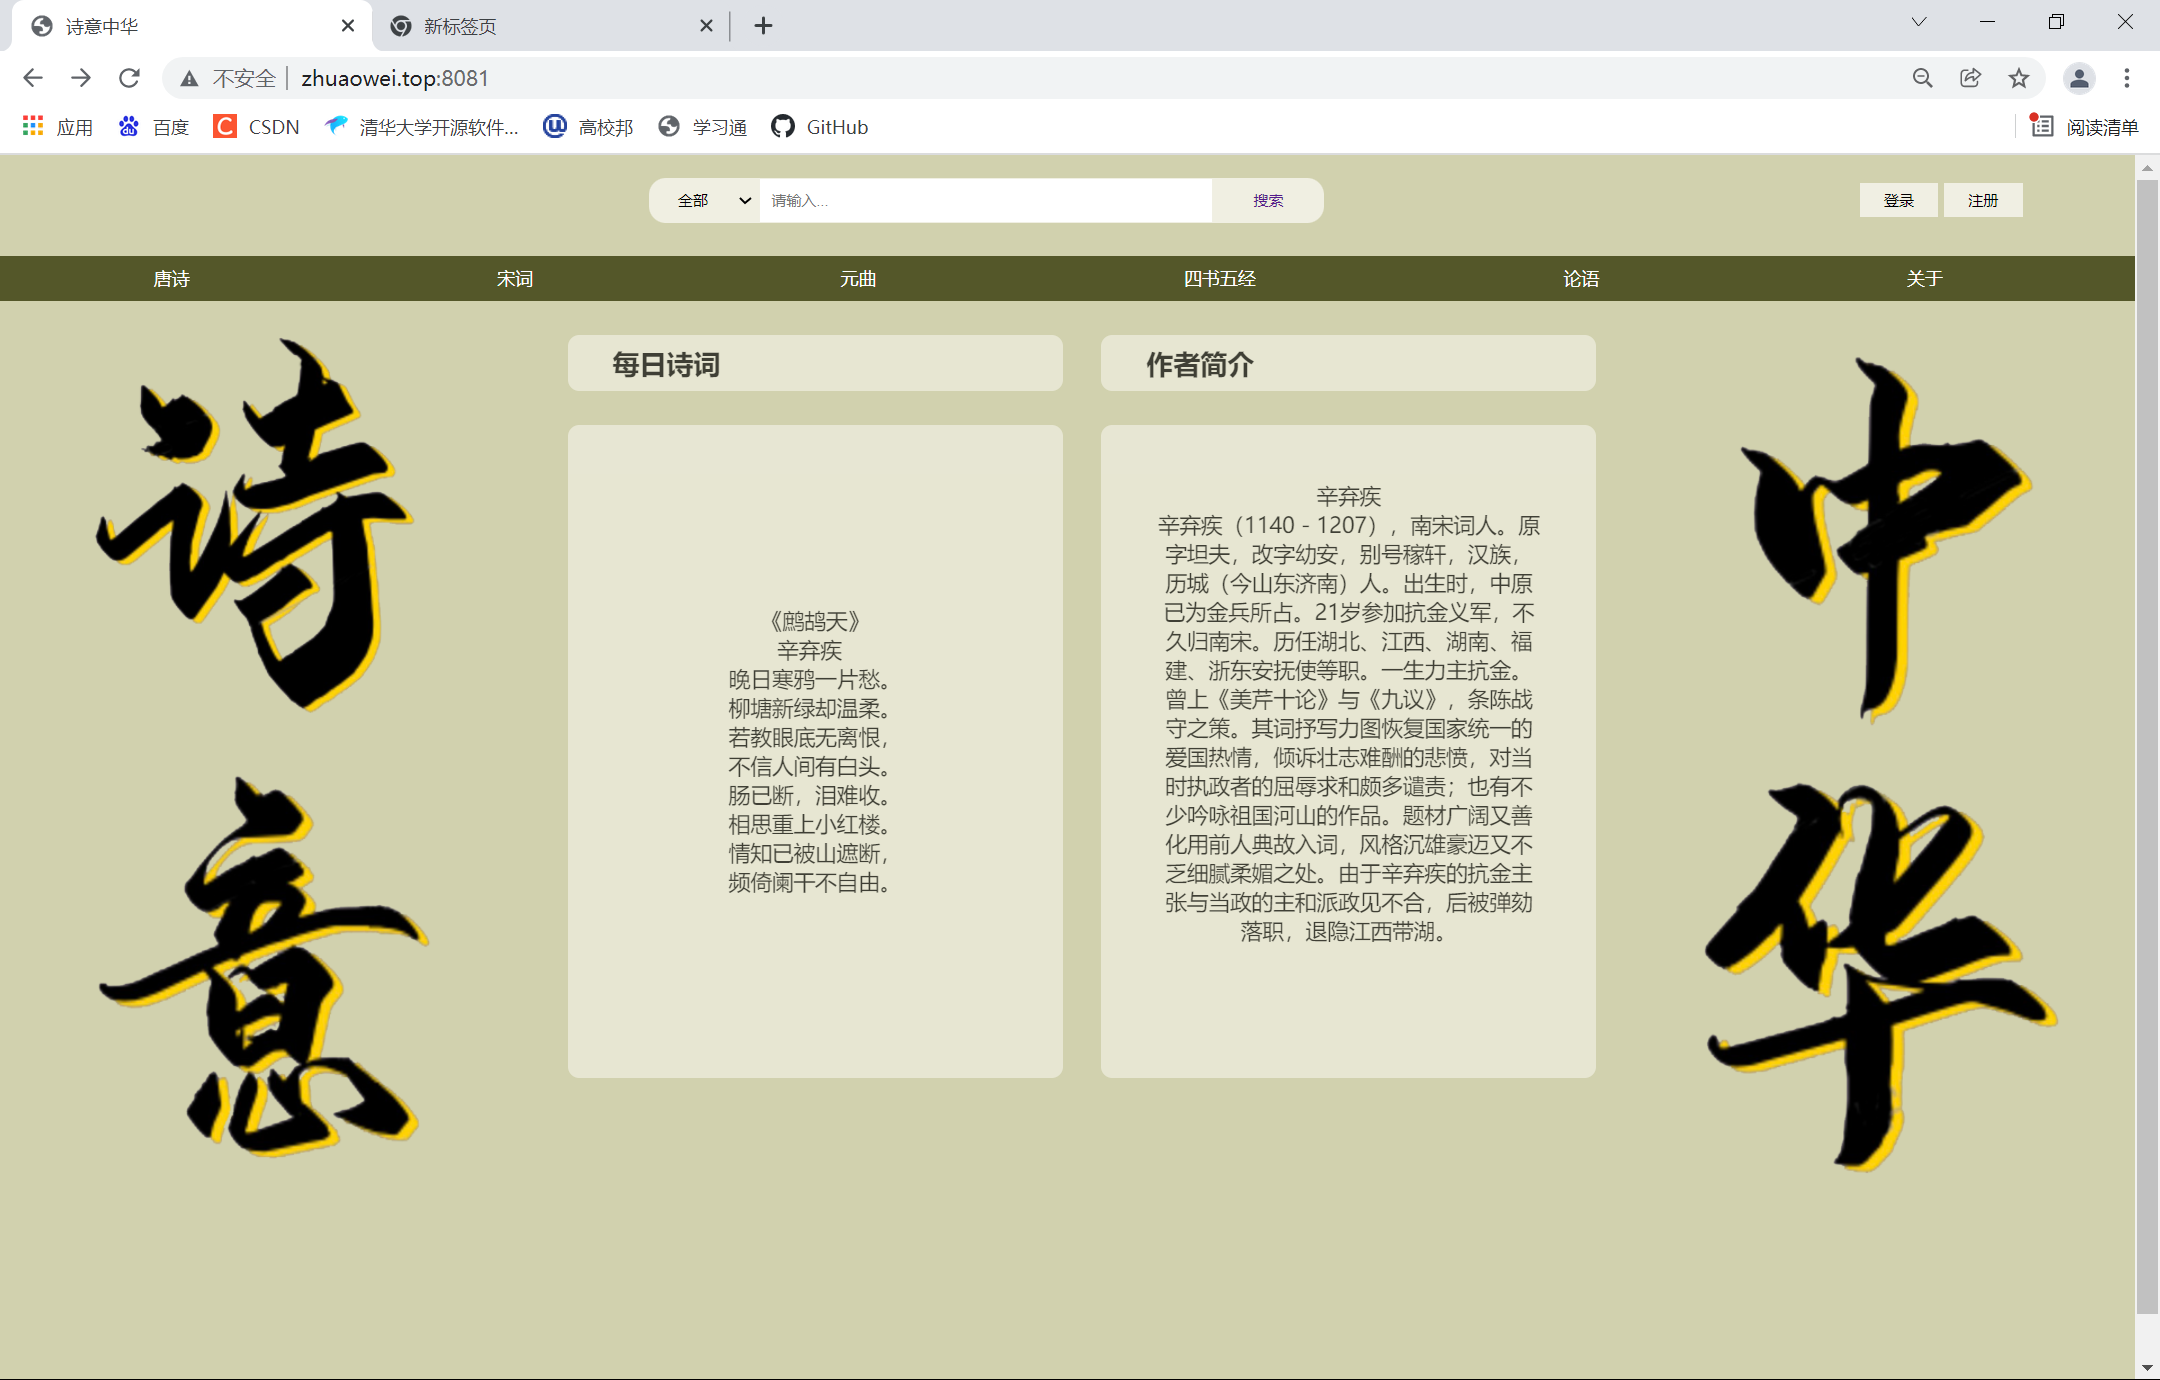 诗意中华
新标签页
不安全
zhuaowei.top:8081
应用
百度
CSDN
清华大学开源软件...
高校邦
学习通
GitHub
阅读清单
全部
请输入...
搜索
登录
注册
唐诗
宋词
元曲
四书五经
论语
关于
诗
意
每日诗词
《鹧鸪天》
辛弃疾
晚日寒鸦一片愁。
柳塘新绿却温柔。
若教眼底无离恨，
不信人间有白头。
肠已断，泪难收。
相思重上小红楼。
情知已被山遮断，
频倚阑干不自由。
作者简介
辛弃疾
辛弃疾（1140－1207），南宋词人。原
字坦夫，改字幼安，别号稼轩，汉族，
历城（今山东济南）人。出生时，中原
已为金兵所占。21岁参加抗金义军，不
久归南宋。历任湖北、江西、湖南、福
建、浙东安抚使等职。一生力主抗金。
曾上《美芹十论》与《九议》，条陈战
守之策。其词抒写力图恢复国家统一的
爱国热情，倾诉壮志难酬的悲愤，对当
时执政者的屈辱求和颇多谴责；也有不
少吟咏祖国河山的作品。题材广阔又善
化用前人典故入词，风格沉雄豪迈又不
乏细腻柔媚之处。由于辛弃疾的抗金主
张与当政的主和派政见不合，后被弹劾
落职，退隐江西带湖。
中
华